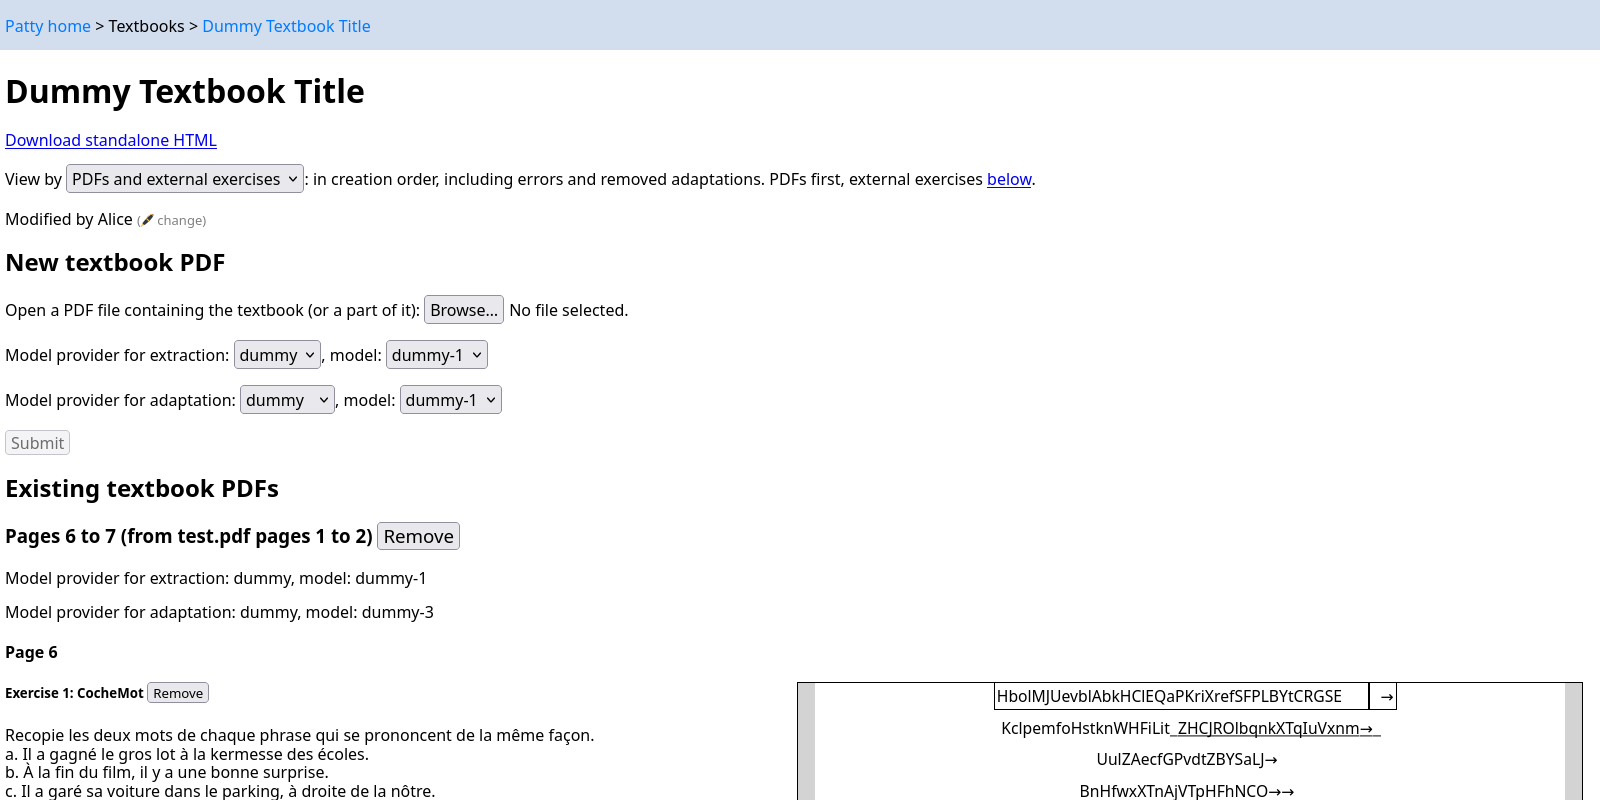 Patty home > Textbooks > Dummy Textbook Title
Dummy Textbook Title
Download standalone HTML
View by PDFs and external exercises : in creation order, including errors and removed adaptations. PDFs first, external exercises below.
Modified by Alice (🖋 change)
New textbook PDF
Open a PDF file containing the textbook (or a part of it): Browse... No file selected.
Model provider for extraction: dummy , model: dummy-1
Model provider for adaptation: dummy , model: dummy-1
Submit
Existing textbook PDFs
Pages 6 to 7 (from test.pdf pages 1 to 2) Remove
Model provider for extraction: dummy, model: dummy-1
Model provider for adaptation: dummy, model: dummy-3
Page 6
Exercise 1: CocheMot Remove
Recopie les deux mots de chaque phrase qui se prononcent de la même façon.
a. Il a gagné le gros lot à la kermesse des écoles.
b. À la fin du film, il y a une bonne surprise.
c. Il a garé sa voiture dans le parking, à droite de la nôtre.
HbolMJUevblAbkHClEQaPKriXrefSFPLBYtCRGSE →
KclpemfoHstknWHFiLit_ZHCJROlbqnkXTqIuVxnm→_
UulZAecfGPvdtZBYSaLJ→
BnHfwxXTnAjVTpHFhNCO→→